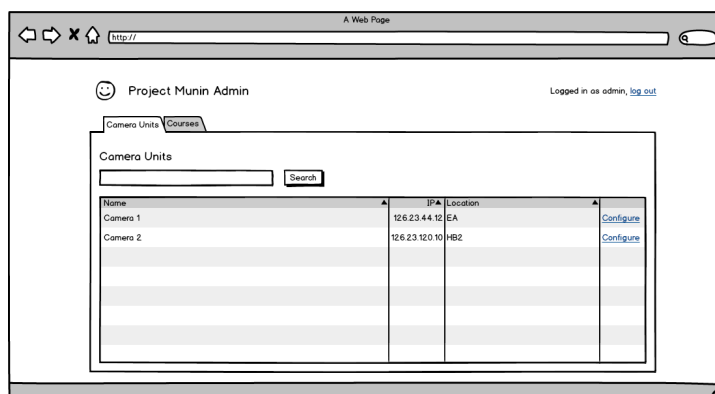 A Web Page
http://
Project Munin Admin
Logged in as admin, log out
Camera Units Courses
Camera Units
Search
Name IP Location
Camera 1 126.23.44.12 EA Configure
Camera 2 126.23.120.10 HB2 Configure